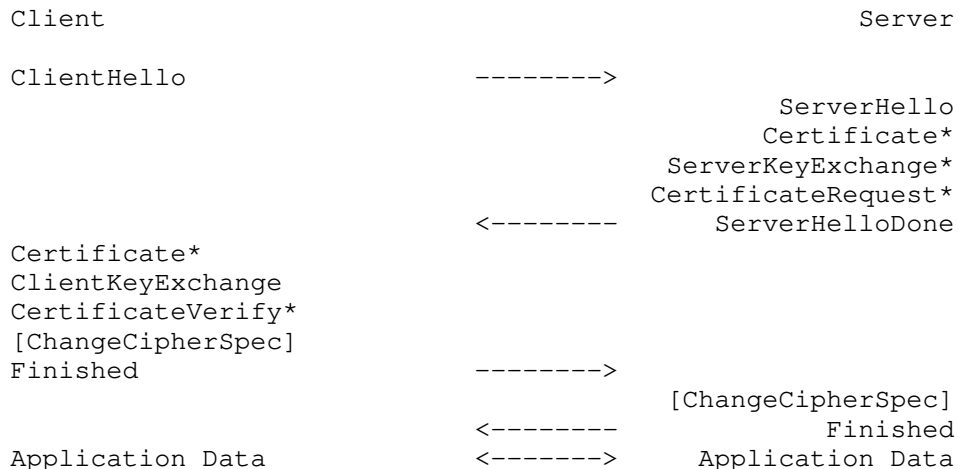 Client Server
ClientHello -------->
ServerHello
Certificate*
ServerKeyExchange*
CertificateRequest*
<-------- ServerHelloDone
Certificate*
ClientKeyExchange
CertificateVerify*
[ChangeCipherSpec]
Finished -------->
[ChangeCipherSpec]
<-------- Finished
Application Data <-------> Application Data